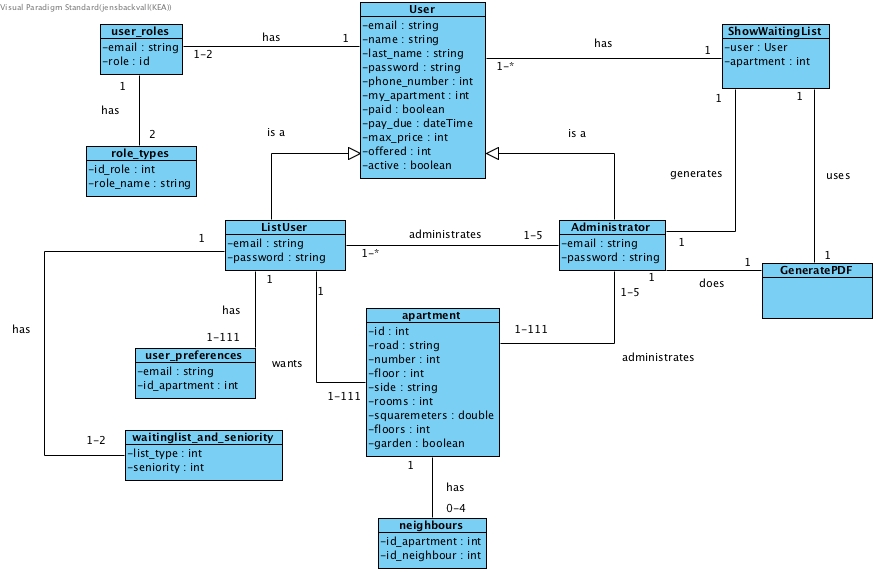 Visual Paradigm Standard(jensbackvall(KEA))
User
-email : string
-name : string
-last_name : string
-password : string
-phone_number : int
-my_apartment : int
-paid : boolean
-pay_due : dateTime
-max_price : int
-offered : int
-active : boolean
user_roles
-email : string
-role : id
has
1-2
1
ShowWaitingList
-user : User
-apartment : int
has
1-*
1
1
has
2
role_types
-id_role : int
-role_name : string
is a
is a
1
generates
1
1
uses
1
ListUser
-email : string
-password : string
administrates
1-*
1-5
Administrator
-email : string
-password : string
GeneratePDF
1
does
1
1
has
1-2
1
has
1-111
user_preferences
-email : string
-id_apartment : int
1
wants
1-111
apartment
-id : int
-road : string
-number : int
-floor : int
-side : string
-rooms : int
-squaremeters : double
-floors : int
-garden : boolean
1-5
1-111
administrates
waitinglist_and_seniority
-list_type : int
-seniority : int
1
has
0-4
neighbours
-id_apartment : int
-id_neighbour : int